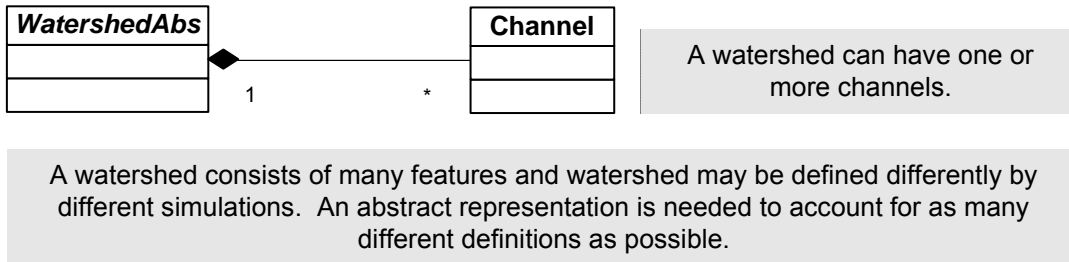 WatershedAbs
Channel
1
*
A watershed can have one or
more channels.
A watershed consists of many features and watershed may be defined differently by
different simulations.  An abstract representation is needed to account for as many
different definitions as possible.